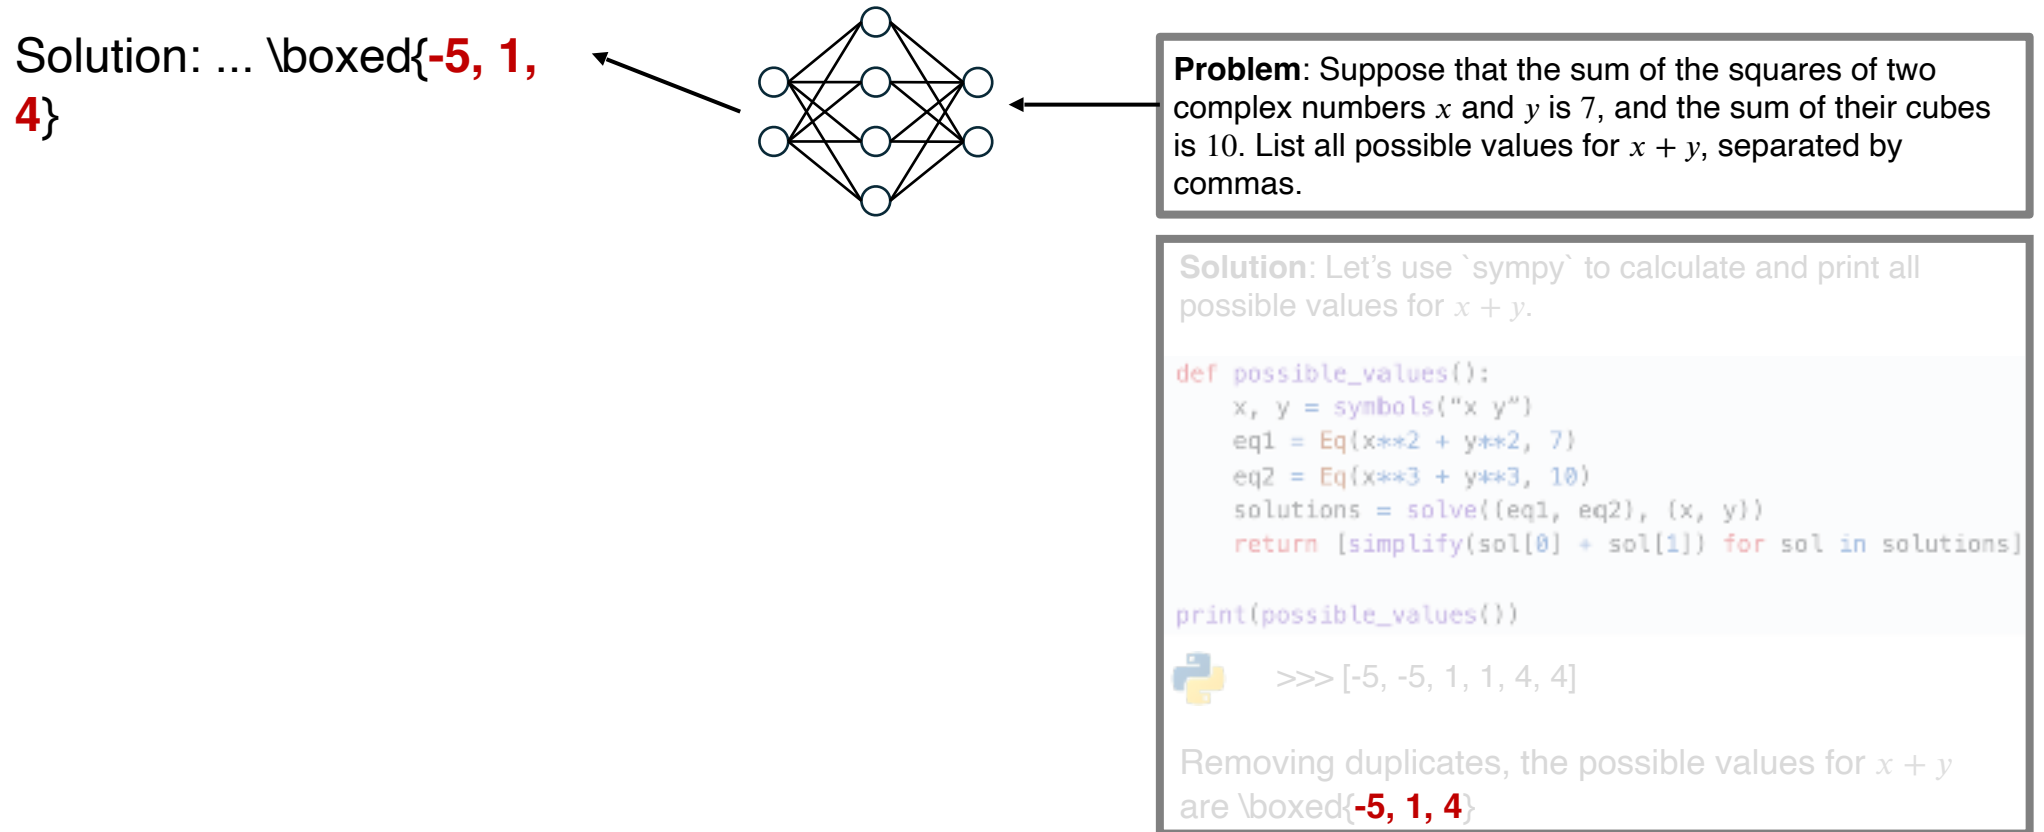 Solution: ... \boxed{-5, 1,
4}
Problem: Suppose that the sum of the squares of two
complex numbers x and y is 7, and the sum of their cubes
is 10. List all possible values for x + y, separated by
commas.
Solution: Let's use `sympy` to calculate and print all
possible values for x + y.
def possible_values():
    x, y = symbols("x y")
    eq1 = Eq(x**2 + y**2, 7)
    eq2 = Eq(x**3 + y**3, 10)
    solutions = solve((eq1, eq2), (x, y))
    return [simplify(sol[0] + sol[1]) for sol in solutions]
print(possible_values())
>>> [-5, -5, 1, 1, 4, 4]
Removing duplicates, the possible values for x + y
are \boxed{-5, 1, 4}